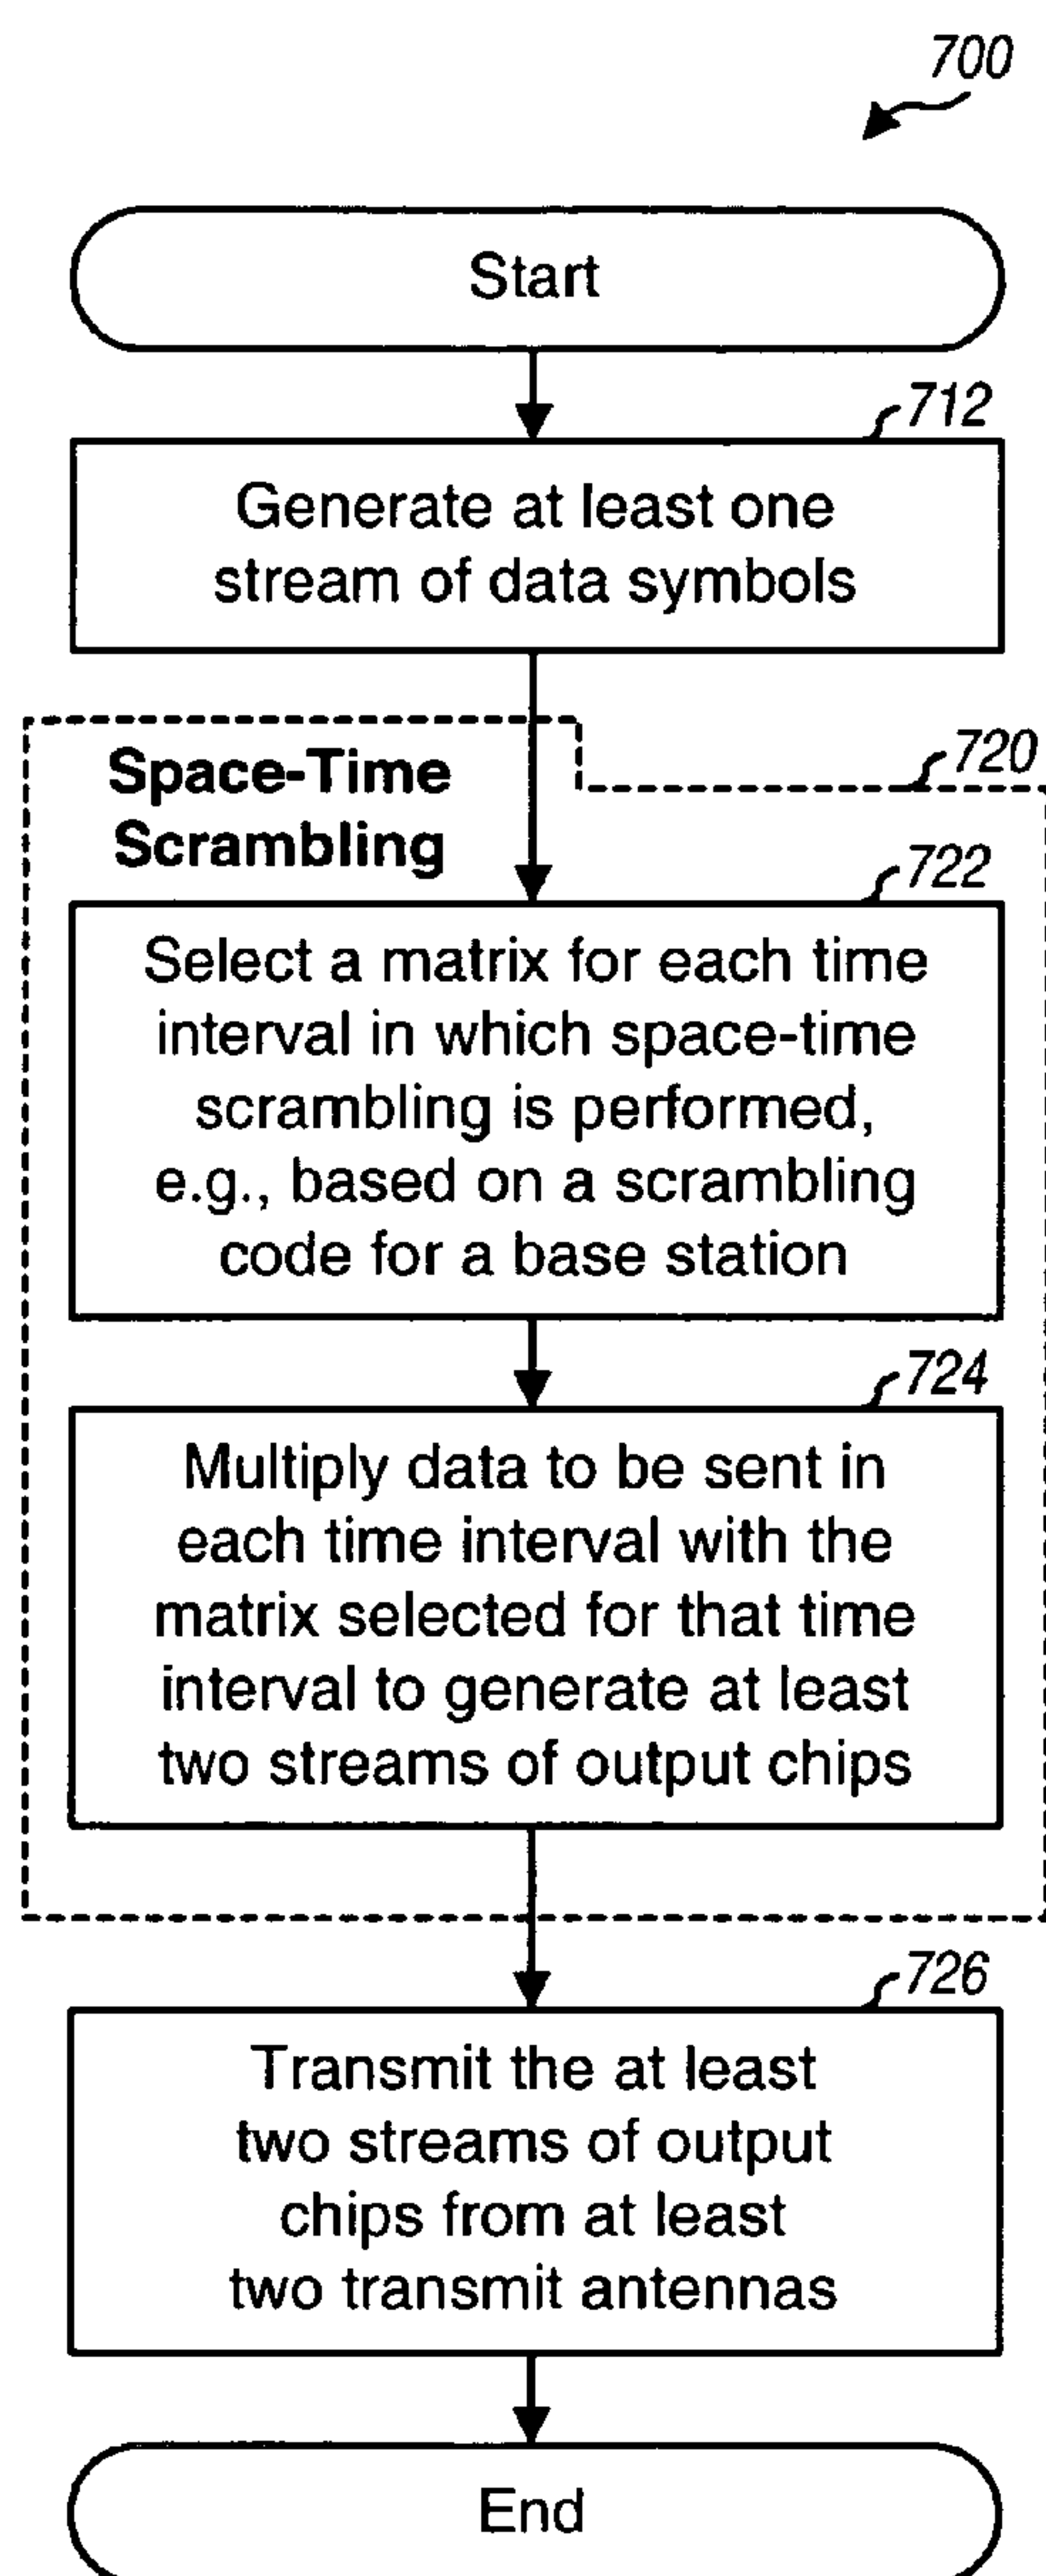 700
Start
712
Generate at least one
stream of data symbols
Space-Time
Scrambling
720
722
Select a matrix for each time
interval in which space-time
scrambling is performed,
e.g., based on a scrambling
code for a base station
724
Multiply data to be sent in
each time interval with the
matrix selected for that time
interval to generate at least
two streams of output chips
726
Transmit the at least
two streams of output
chips from at least
two transmit antennas
End